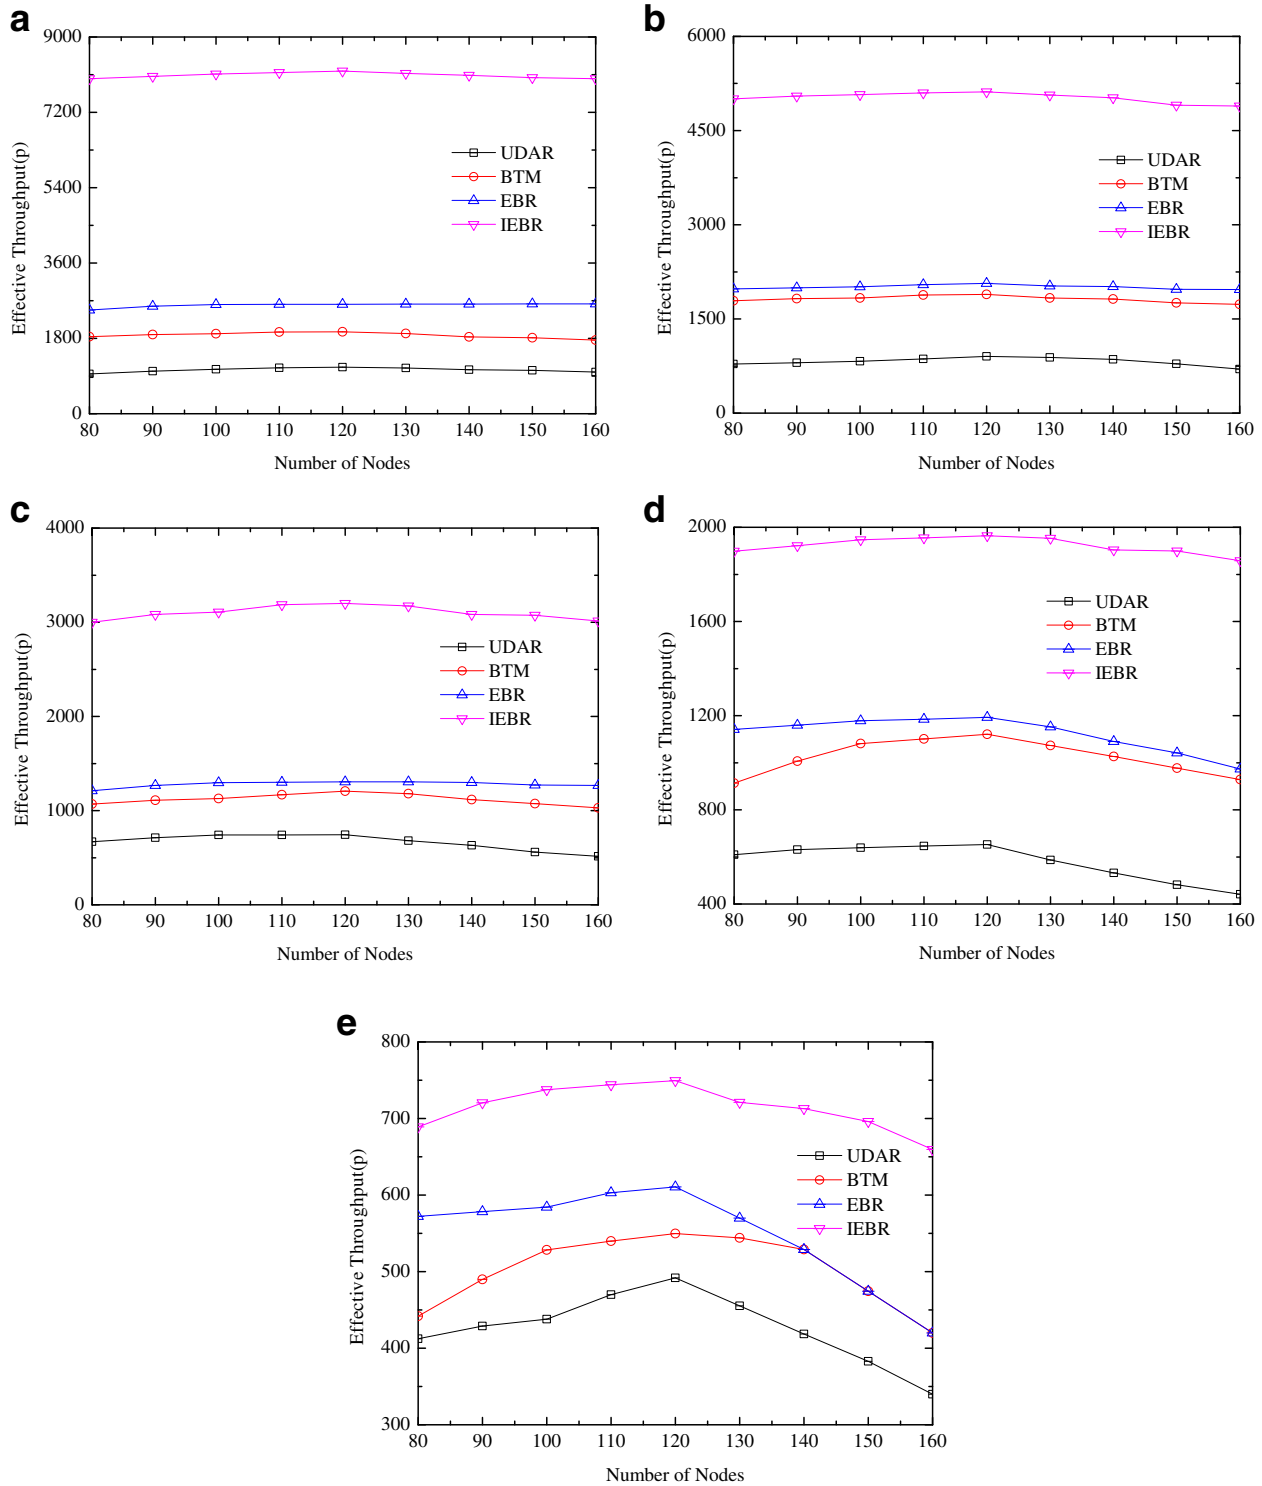 a
9000
7200
5400
3600
1800
0
Effective Throughput(p)
UDAR
BTM
EBR
IEBR
80 90 100 110 120 130 140 150 160
Number of Nodes
b
6000
4500
3000
1500
0
Effective Throughput(p)
UDAR
BTM
EBR
IEBR
80 90 100 110 120 130 140 150 160
Number of Nodes
c
4000
3000
2000
1000
0
Effective Throughput(p)
UDAR
BTM
EBR
IEBR
80 90 100 110 120 130 140 150 160
Number of Nodes
d
2000
1600
1200
800
400
Effective Throughput(p)
UDAR
BTM
EBR
IEBR
80 90 100 110 120 130 140 150 160
Number of Nodes
e
800
700
600
500
400
300
Effective Throughput(p)
UDAR
BTM
EBR
IEBR
80 90 100 110 120 130 140 150 160
Number of Nodes